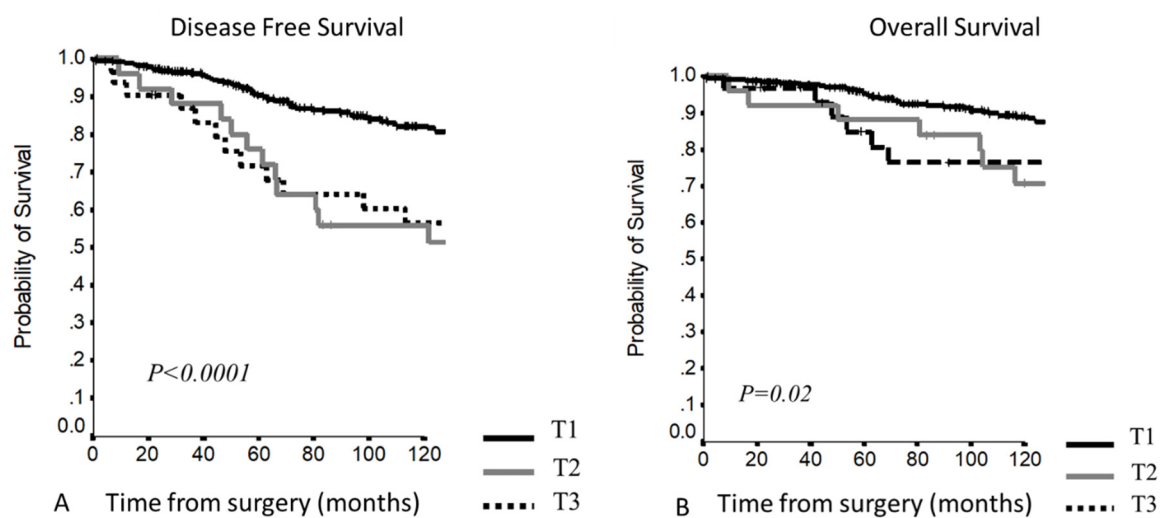 Disease Free Survival
Probability of Survival
1.0
.9
.8
.7
.6
.5
.4
.3
.2
.1
0.0
P<0.0001
0 20 40 60 80 100 120
A Time from surgery (months)
T1
T2
T3
Overall Survival
Probability of Survival
1.0
.9
.8
.7
.6
.5
.4
.3
.2
.1
0.0
P=0.02
0 20 40 60 80 100 120
B Time from surgery (months)
T1
T2
T3